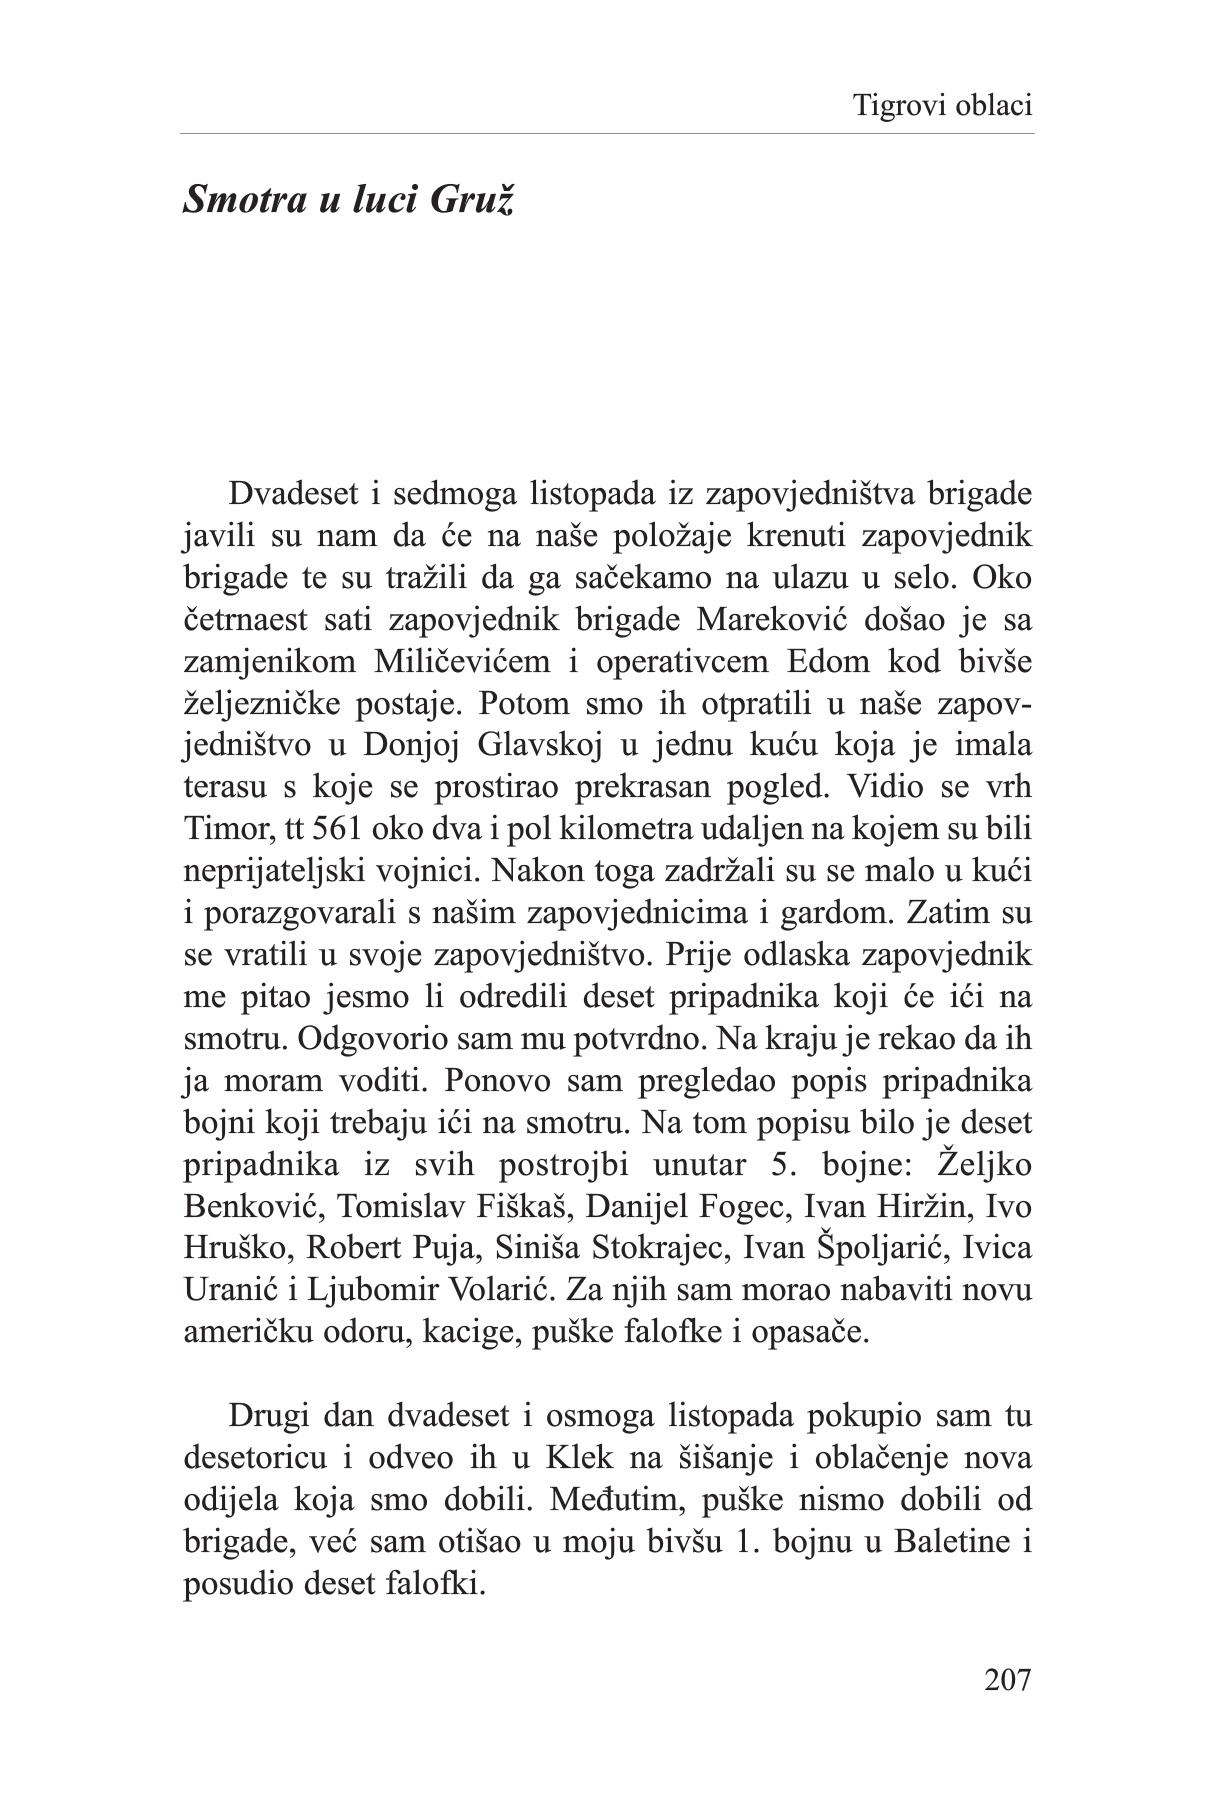 Tigrovi oblaci
Smotra u luci Gruž
Dvadeset i sedmoga listopada iz zapovjedništva brigade
javili su nam da će na naše položaje krenuti zapovjednik
brigade te su tražili da ga sačekamo na ulazu u selo. Oko
četrnaest sati zapovjednik brigade Mareković došao je sa
zamjenikom Miličevićem i operativcem Edom kod bivše
željezničke postaje. Potom smo ih otpratili u naše zapov-
jedništvo u Donjoj Glavskoj u jednu kuću koja je imala
terasu s koje se prostirao prekrasan pogled. Vidio se vrh
Timor, tt 561 oko dva i pol kilometra udaljen na kojem su bili
neprijateljski vojnici. Nakon toga zadržali su se malo u kući
i porazgovarali s našim zapovjednicima i gardom. Zatim su
se vratili u svoje zapovjedništvo. Prije odlaska zapovjednik
me pitao jesmo li odredili deset pripadnika koji će ići na
smotru. Odgovorio sam mu potvrdno. Na kraju je rekao da ih
ja moram voditi. Ponovo sam pregledao popis pripadnika
bojni koji trebaju ići na smotru. Na tom popisu bilo je deset
pripadnika iz svih postrojbi unutar 5. bojne: Željko
Benković, Tomislav Fiškaš, Danijel Fogec, Ivan Hiržin, Ivo
Hruško, Robert Puja, Siniša Stokrajec, Ivan Špoljarić, Ivica
Uranić i Ljubomir Volarić. Za njih sam morao nabaviti novu
američku odoru, kacige, puške falofke i opasače.
Drugi dan dvadeset i osmoga listopada pokupio sam tu
desetoricu i odveo ih u Klek na šišanje i oblačenje nova
odijela koja smo dobili. Međutim, puške nismo dobili od
brigade, već sam otišao u moju bivšu 1. bojnu u Baletine i
posudio deset falofki.
207